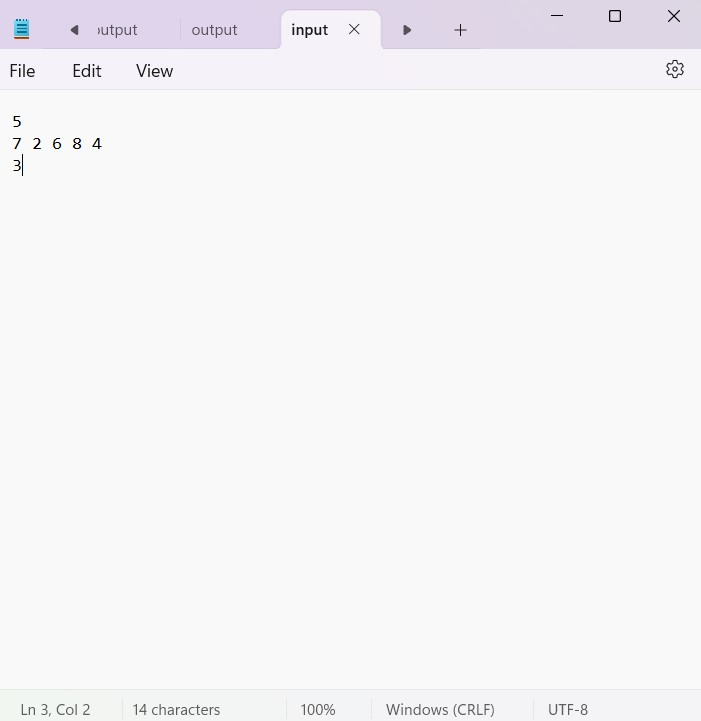 output output input
File Edit View
5
7 2 6 8 4
3
Ln 3, Col 2 14 characters 100% Windows (CRLF) UTF-8